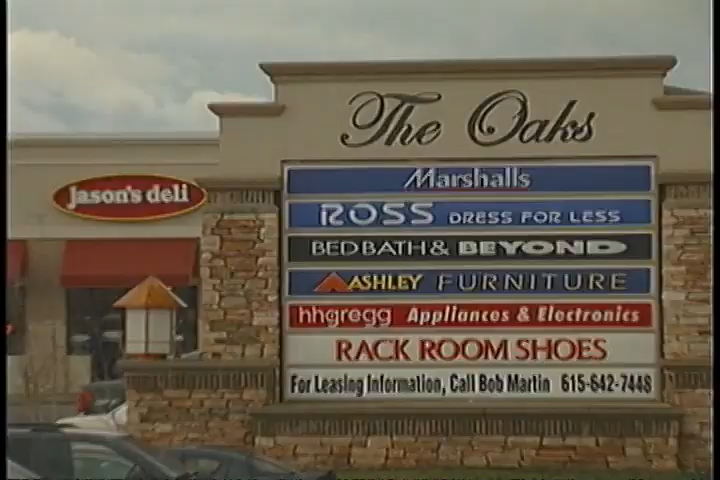 The Oaks
Jason's deli
Marshalls
ROSS DRESS FOR LESS
BED BATH & BEYOND
ASHLEY FURNITURE
hhgregg Appliances & Electronics
RACK ROOM SHOES
For Leasing Information, Call Bob Martin 615-642-7448